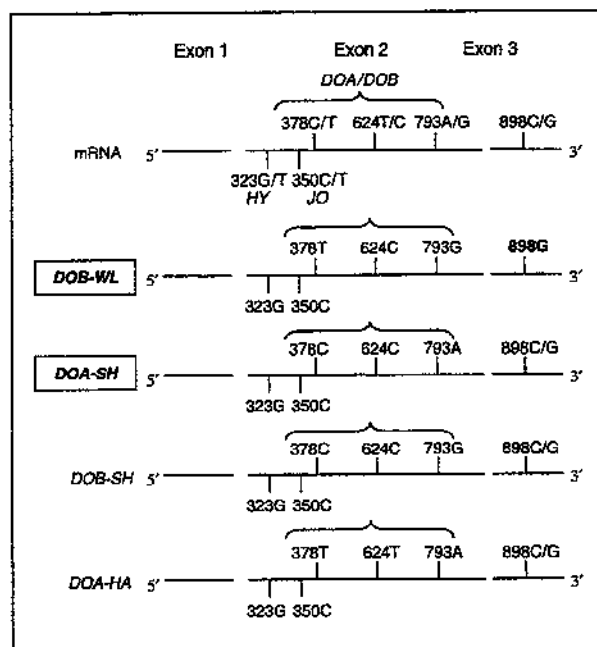 Exon 1 Exon 2 Exon 3
DOA/DOB
378C/T 624T/C 793A/G 898C/G
mRNA 5′ 3′
323G/T 350C/T
HY JO
378T 624C 793G 898G
DOB-WL 5′ 3′
323G 350C
378C 624C 793A 898C/G
DOA-SH 5′ 3′
323G 350C
378C 624C 793G 898C/G
DOB-SH 5′ 3′
323G 350C
378T 624T 793A 898C/G
DOA-HA 5′ 3′
323G 350C